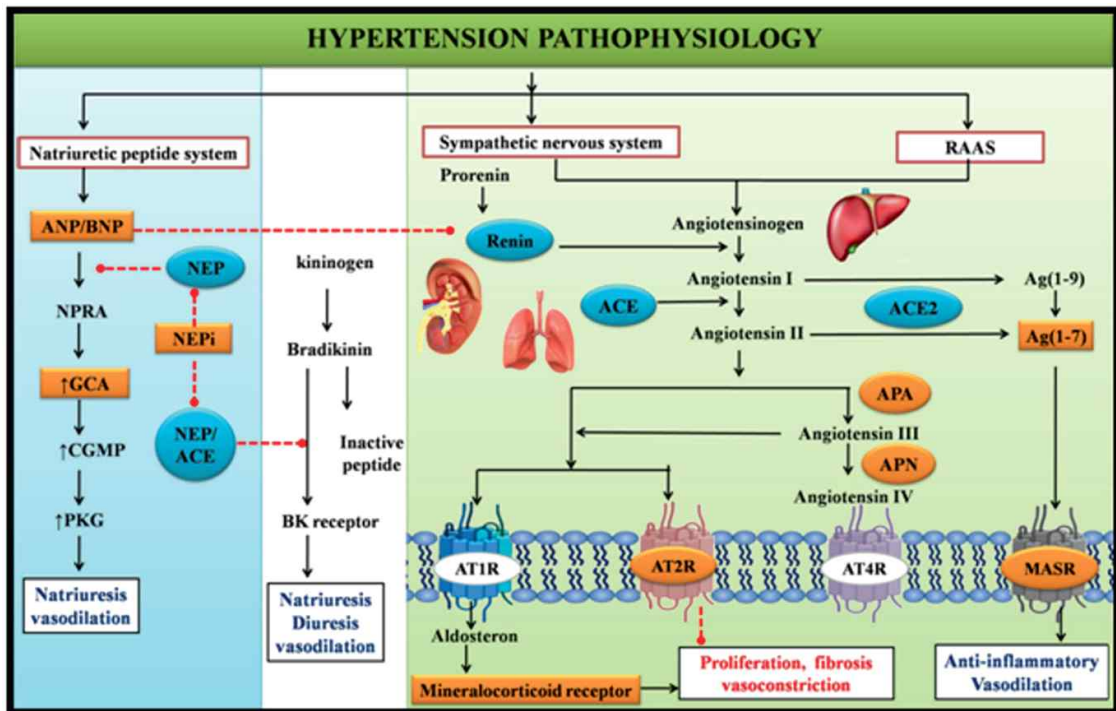 HYPERTENSION PATHOPHYSIOLOGY
Natriuretic peptide system
ANP/BNP
NEP
NPRA
NEPi
↑GCA
↑CGMP
NEP/
ACE
↑PKG
Natriuresis
vasodilation
kininogen
Bradikinin
Inactive
peptide
BK receptor
Natriuresis
Diuresis
vasodilation
Sympathetic nervous system
RAAS
Prorenin
Renin
Angiotensinogen
Angiotensin I
Ag(1-9)
ACE
ACE2
Angiotensin II
Ag(1-7)
APA
Angiotensin III
APN
Angiotensin IV
AT1R
AT2R
AT4R
MASR
Aldosteron
Mineralocorticoid receptor
Proliferation, fibrosis
vasoconstriction
Anti-inflammatory
Vasodilation